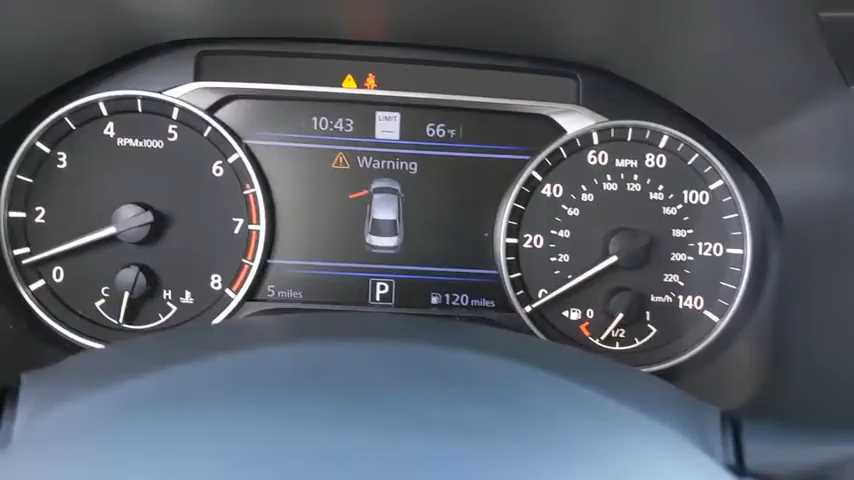 10:43 LIMIT 66°F
Warning
5 miles P 120 miles
0 2 3 4 5 6 7 8
RPMx1000
C H
0 20 40 60 80 100 120 140
MPH
20 40 60 80 100 120 140 160 180 200 220
km/h
0 1/2 1